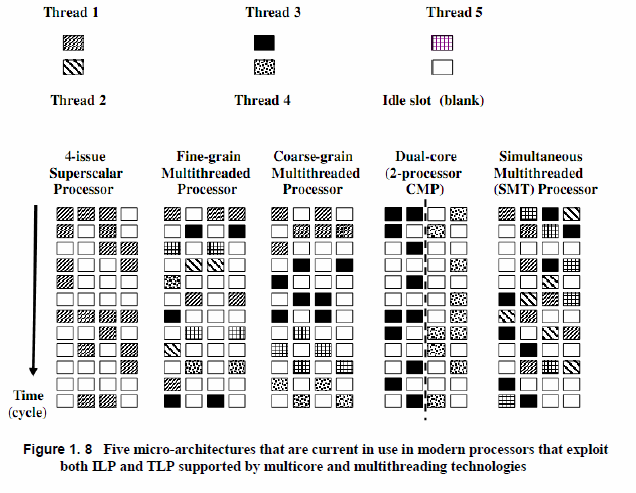 Thread 1
Thread 3
Thread 5
Thread 2
Thread 4
Idle slot (blank)
4-issue
Superscalar
Processor
Fine-grain
Multithreaded
Processor
Coarse-grain
Multithreaded
Processor
Dual-core
(2-processor
CMP)
Simultaneous
Multithreaded
(SMT) Processor
Time
(cycle)
Figure 1. 8 Five micro-architectures that are current in use in modern processors that exploit
both ILP and TLP supported by multicore and multithreading technologies